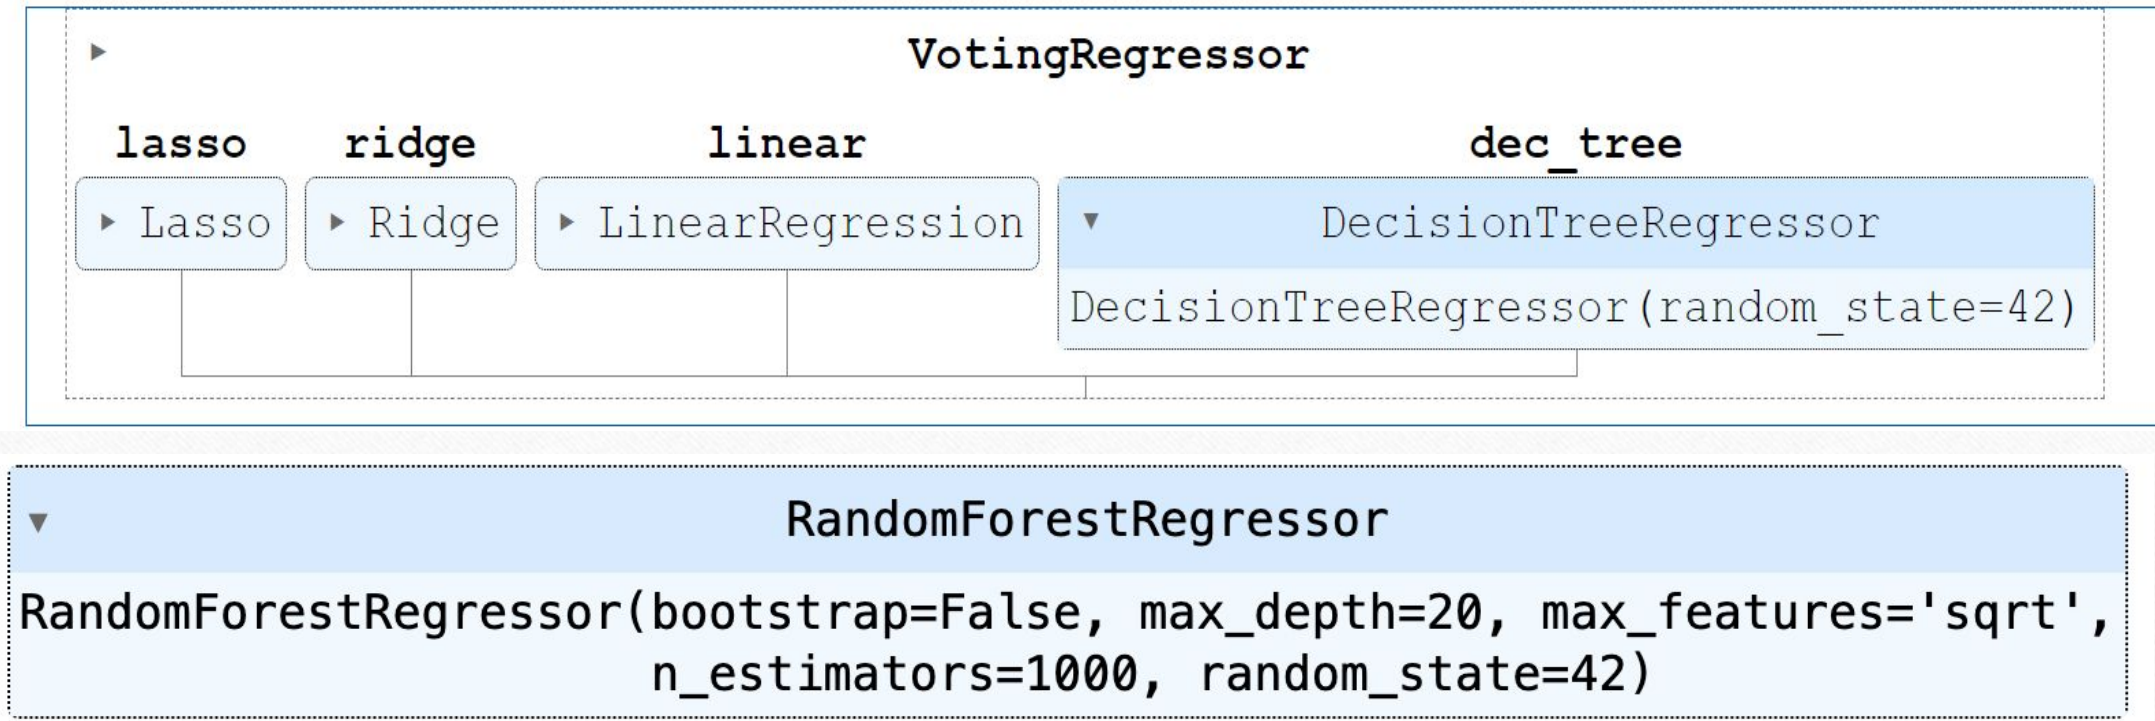 VotingRegressor
lasso ridge linear dec_tree
Lasso Ridge LinearRegression DecisionTreeRegressor
DecisionTreeRegressor(random_state=42)
RandomForestRegressor
RandomForestRegressor(bootstrap=False, max_depth=20, max_features='sqrt',
n_estimators=1000, random_state=42)